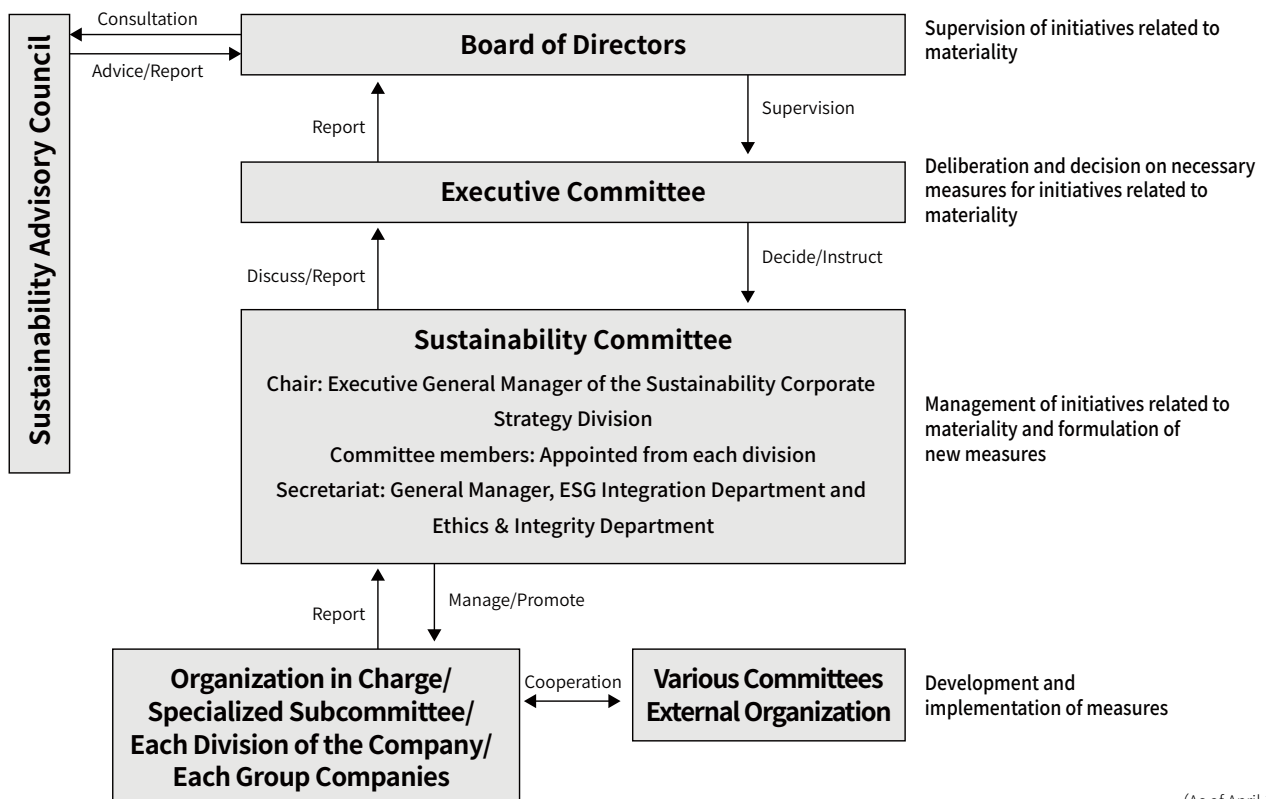 Sustainability Advisory Council
Consultation
Advice/Report
Board of Directors
Supervision of initiatives related to
materiality
Report
Supervision
Executive Committee
Deliberation and decision on necessary
measures for initiatives related to
materiality
Discuss/Report
Decide/Instruct
Sustainability Committee
Chair: Executive General Manager of the Sustainability Corporate
Strategy Division
Committee members: Appointed from each division
Secretariat: General Manager, ESG Integration Department and
Ethics & Integrity Department
Management of initiatives related to
materiality and formulation of
new measures
Report
Manage/Promote
Organization in Charge/
Specialized Subcommittee/
Each Division of the Company/
Each Group Companies
Cooperation
Various Committees
External Organization
Development and
implementation of measures
(As of April